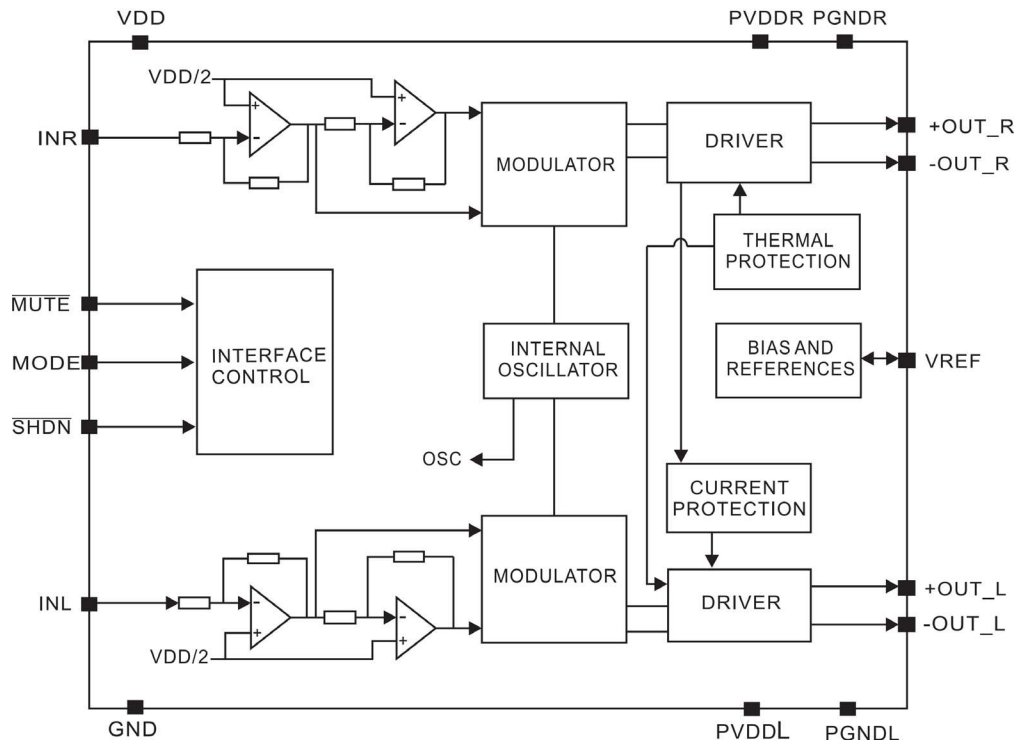 VDD
PVDDR
PGNDR
VDD/2
INR
MODULATOR
DRIVER
+OUT_R
-OUT_R
THERMAL
PROTECTION
MUTE
MODE
SHDN
INTERFACE
CONTROL
INTERNAL
OSCILLATOR
BIAS AND
REFERENCES
VREF
OSC
CURRENT
PROTECTION
INL
MODULATOR
DRIVER
+OUT_L
-OUT_L
VDD/2
GND
PVDDL
PGNDL